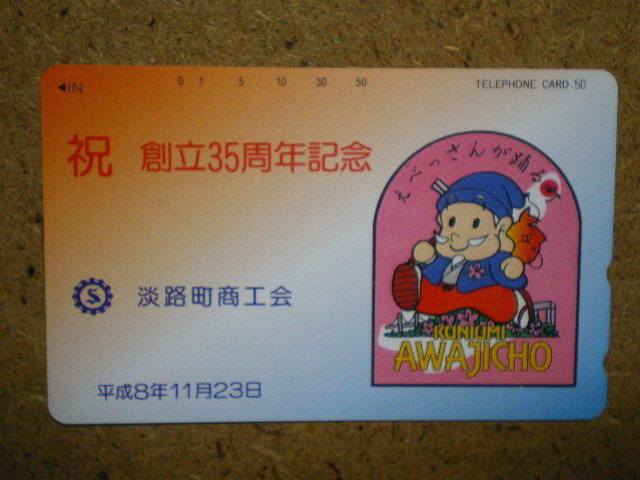 ◀IN 0 1 5 10 30 50 TELEPHONE CARD 50
祝 創立35周年記念
えべっさんが踊る
S 淡路町商工会
KUNIUMI
AWAJICHO
平成8年11月23日